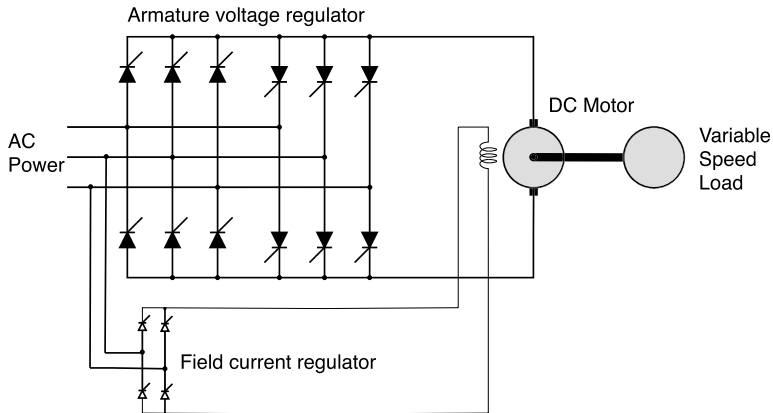 Armature voltage regulator
DC Motor
AC
Power
Variable
Speed
Load
Field current regulator